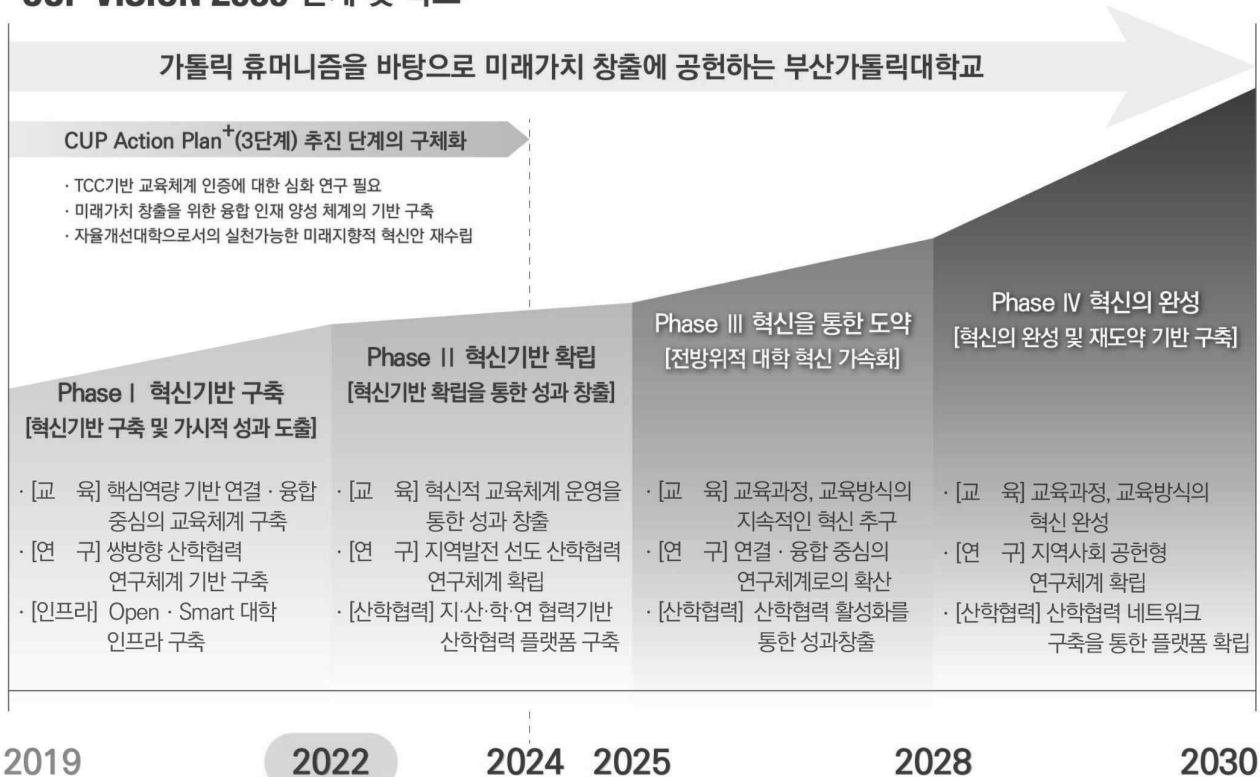 가톨릭 휴머니즘을 바탕으로 미래가치 창출에 공헌하는 부산가톨릭대학교
CUP Action Plan+(3단계) 추진 단계의 구체화
· TCC기반 교육체계 인증에 대한 심화 연구 필요
· 미래가치 창출을 위한 융합 인재 양성 체계의 기반 구축
· 자율개선대학으로서의 실천가능한 미래지향적 혁신안 재수립
Phase Ⅰ 혁신기반 구축
[혁신기반 구축 및 가시적 성과 도출]
· [교 육] 핵심역량 기반 연결 · 융합
중심의 교육체계 구축
· [연 구] 쌍방향 산학협력
연구체계 기반 구축
· [인프라] Open · Smart 대학
인프라 구축
Phase ⅠⅠ 혁신기반 확립
[혁신기반 확립을 통한 성과 창출]
· [교 육] 혁신적 교육체계 운영을
통한 성과 창출
· [연 구] 지역발전 선도 산학협력
연구체계 확립
· [산학협력] 지·산·학·연 협력기반
산학협력 플랫폼 구축
Phase Ⅲ 혁신을 통한 도약
[전방위적 대학 혁신 가속화]
· [교 육] 교육과정, 교육방식의
지속적인 혁신 추구
· [연 구] 연결 · 융합 중심의
연구체계로의 확산
· [산학협력] 산학협력 활성화를
통한 성과창출
Phase Ⅳ 혁신의 완성
[혁신의 완성 및 재도약 기반 구축]
· [교 육] 교육과정, 교육방식의
혁신 완성
· [연 구] 지역사회 공헌형
연구체계 확립
· [산학협력] 산학협력 네트워크
구축을 통한 플랫폼 확립
2019 2022 2024 2025 2028 2030